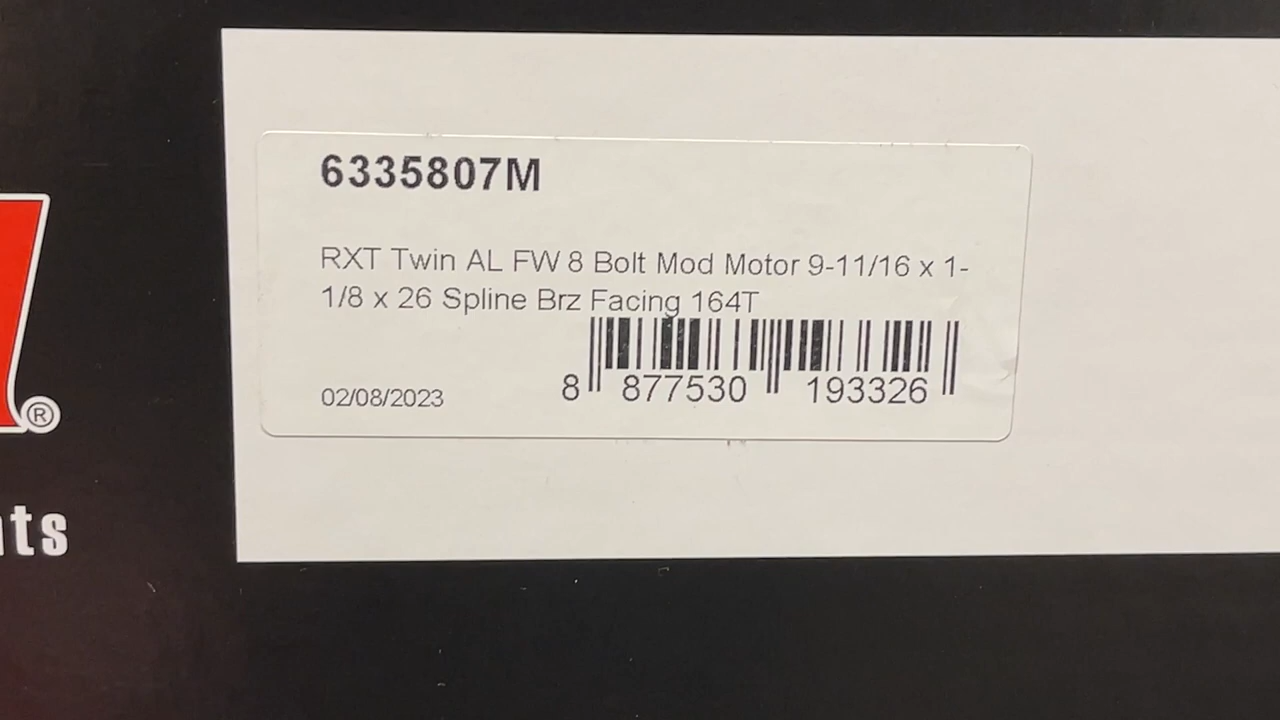 6335807M
RXT Twin AL FW 8 Bolt Mod Motor 9-11/16 x 1-
1/8 x 26 Spline Brz Facing 164T
02/08/2023
8 877530 193326
®